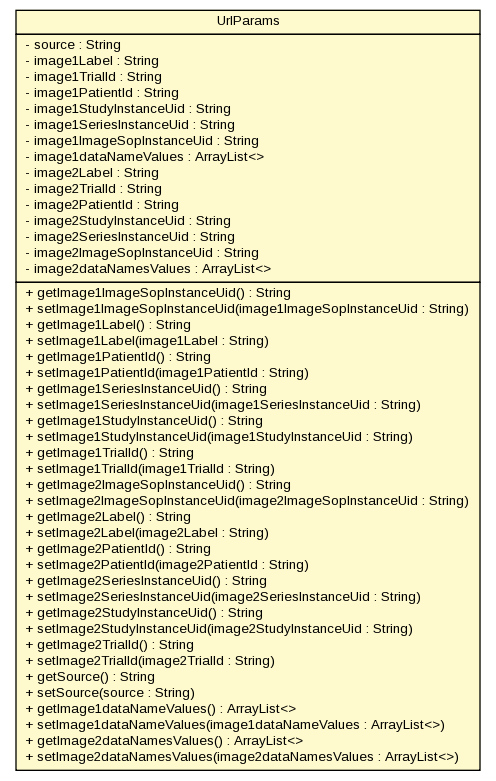 UrlParams
- source : String
- image1Label : String
- image1TrialId : String
- image1PatientId : String
- image1StudyInstanceUid : String
- image1SeriesInstanceUid : String
- image1ImageSopInstanceUid : String
- image1dataNameValues : ArrayList<>
- image2Label : String
- image2TrialId : String
- image2PatientId : String
- image2StudyInstanceUid : String
- image2SeriesInstanceUid : String
- image2ImageSopInstanceUid : String
- image2dataNamesValues : ArrayList<>
+ getImage1ImageSopInstanceUid() : String
+ setImage1ImageSopInstanceUid(image1ImageSopInstanceUid : String)
+ getImage1Label() : String
+ setImage1Label(image1Label : String)
+ getImage1PatientId() : String
+ setImage1PatientId(image1PatientId : String)
+ getImage1SeriesInstanceUid() : String
+ setImage1SeriesInstanceUid(image1SeriesInstanceUid : String)
+ getImage1StudyInstanceUid() : String
+ setImage1StudyInstanceUid(image1StudyInstanceUid : String)
+ getImage1TrialId() : String
+ setImage1TrialId(image1TrialId : String)
+ getImage2ImageSopInstanceUid() : String
+ setImage2ImageSopInstanceUid(image2ImageSopInstanceUid : String)
+ getImage2Label() : String
+ setImage2Label(image2Label : String)
+ getImage2PatientId() : String
+ setImage2PatientId(image2PatientId : String)
+ getImage2SeriesInstanceUid() : String
+ setImage2SeriesInstanceUid(image2SeriesInstanceUid : String)
+ getImage2StudyInstanceUid() : String
+ setImage2StudyInstanceUid(image2StudyInstanceUid : String)
+ getImage2TrialId() : String
+ setImage2TrialId(image2TrialId : String)
+ getSource() : String
+ setSource(source : String)
+ getImage1dataNameValues() : ArrayList<>
+ setImage1dataNameValues(image1dataNameValues : ArrayList<>)
+ getImage2dataNamesValues() : ArrayList<>
+ setImage2dataNamesValues(image2dataNamesValues : ArrayList<>)